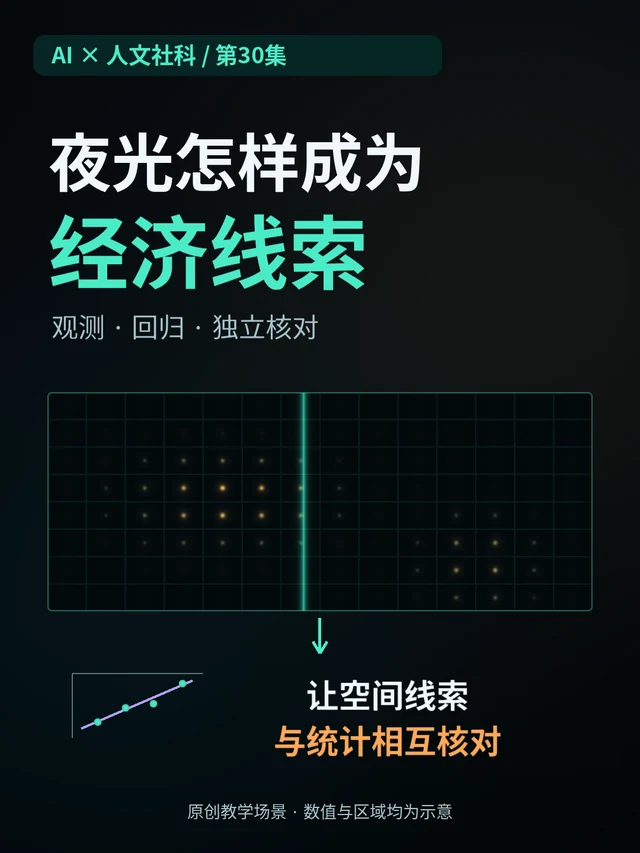 AI × 人文社科 / 第30集
夜光怎样成为
经济线索
观测 · 回归 · 独立核对
让空间线索
与统计相互核对
原创教学场景 · 数值与区域均为示意